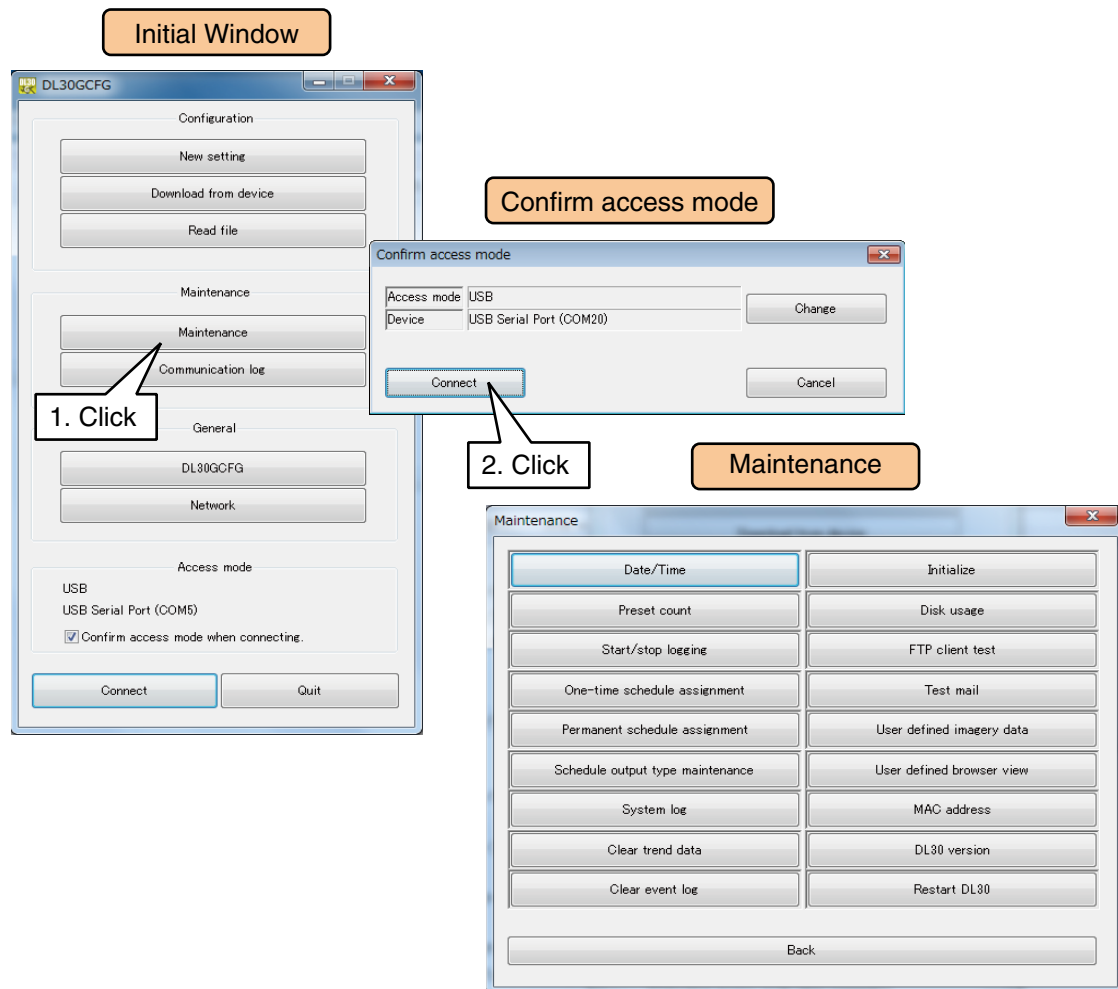 Initial Window
DL30GCFG
Configuration
New setting
Download from device
Read file
Maintenance
Maintenance
Communication log
1. Click
General
DL30GCFG
Network
Access mode
USB
USB Serial Port (COM5)
Confirm access mode when connecting.
Connect
Quit
Confirm access mode
Confirm access mode
Access mode USB
Device USB Serial Port (COM20)
Change
Connect
Cancel
2. Click
Maintenance
Maintenance
Date/Time
Initialize
Preset count
Disk usage
Start/stop logging
FTP client test
One-time schedule assignment
Test mail
Permanent schedule assignment
User defined imagery data
Schedule output type maintenance
User defined browser view
System log
MAC address
Clear trend data
DL30 version
Clear event log
Restart DL30
Back